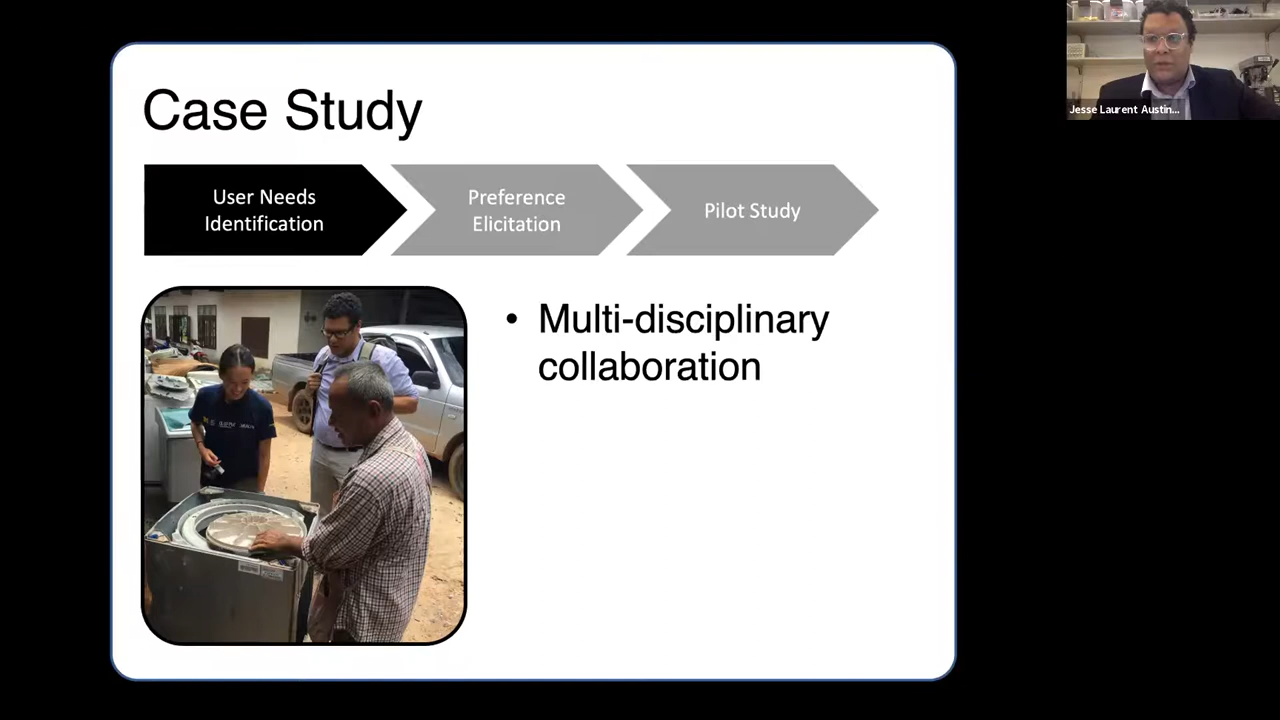 Case Study
User Needs
Identification
Preference
Elicitation
Pilot Study
• Multi-disciplinary
collaboration
Jesse Laurent Austin...